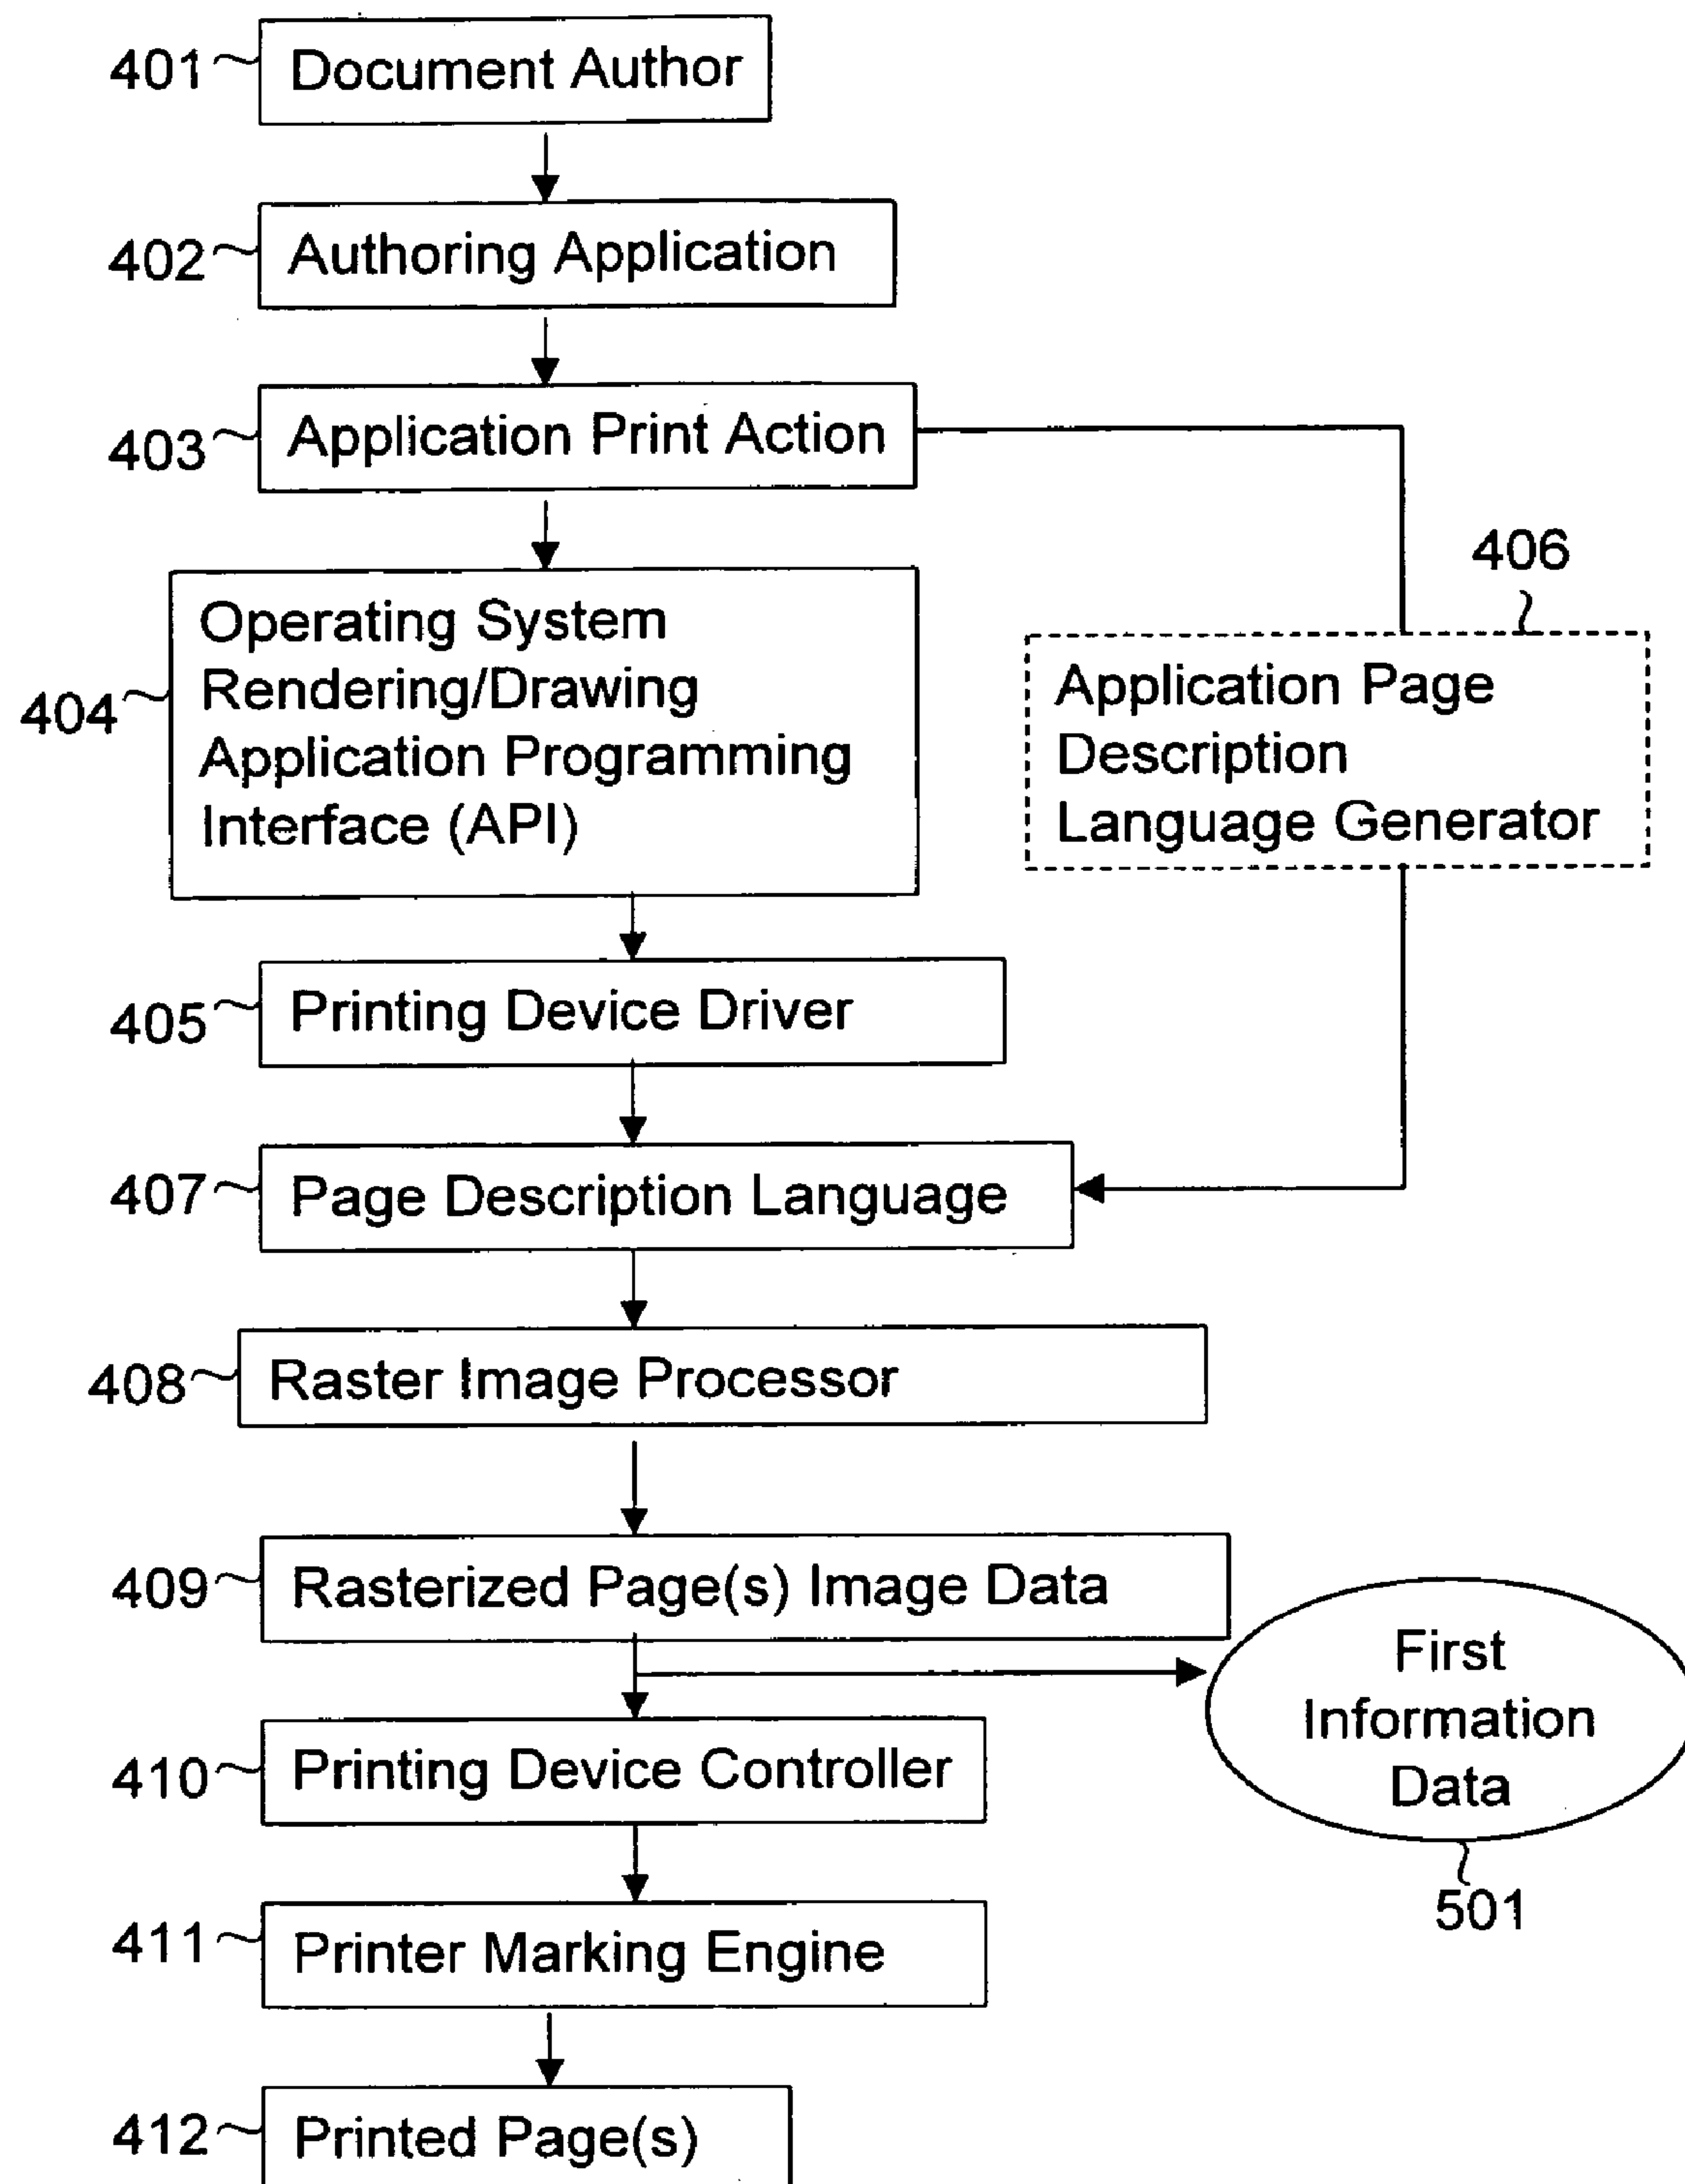 401 Document Author
402 Authoring Application
403 Application Print Action
404
Operating System
Rendering/Drawing
Application Programming
Interface (API)
406
Application Page
Description
Language Generator
405 Printing Device Driver
407 Page Description Language
408 Raster Image Processor
409 Rasterized Page(s) Image Data
First
Information
Data
501
410 Printing Device Controller
411 Printer Marking Engine
412 Printed Page(s)